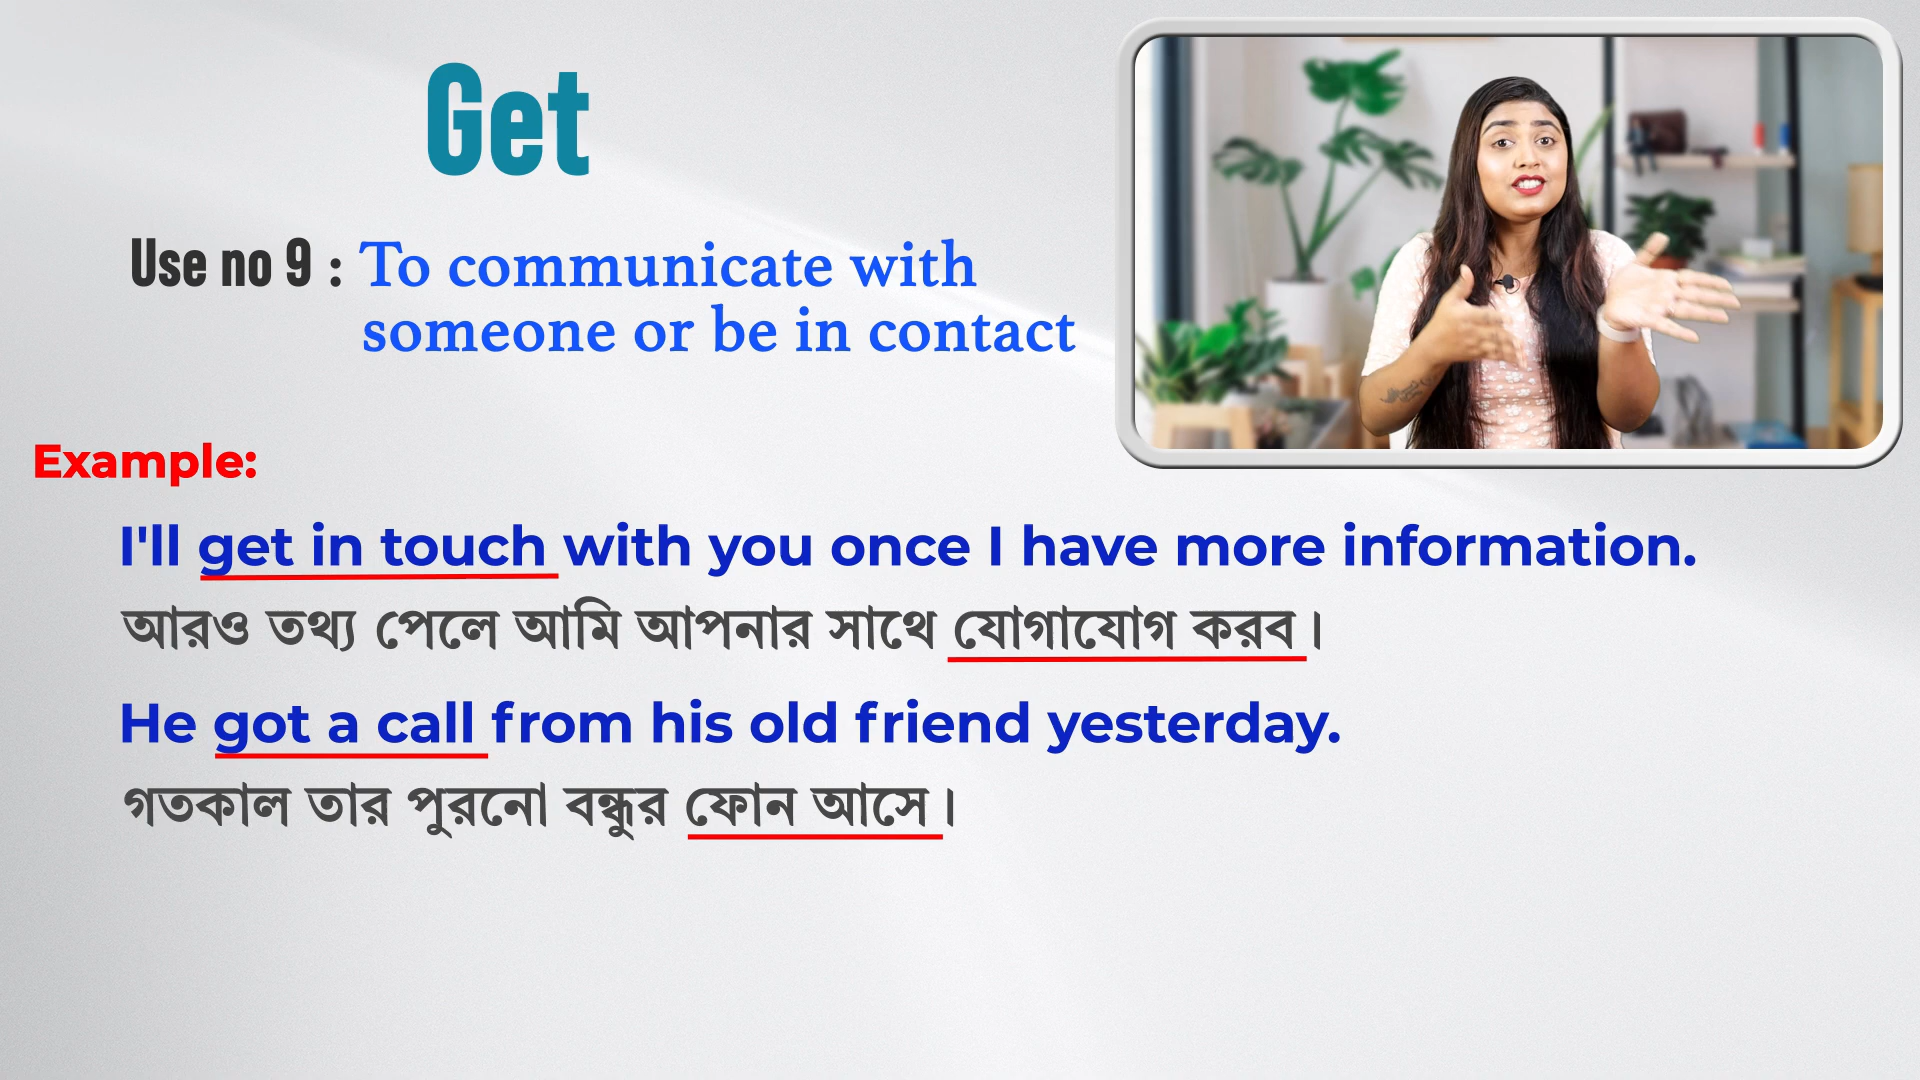 Get
Use no 9 : To communicate with
someone or be in contact
Example:
I'll get in touch with you once I have more information.
আরও তথ্য পেলে আমি আপনার সাথে যোগাযোগ করব।
He got a call from his old friend yesterday.
গতকাল তার পুরনো বন্ধুর ফোন আসে।